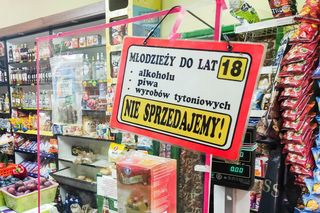 MŁODZIEŻY DO LAT 18
• alkoholu
• piwa
• wyrobów tytoniowych
NIE SPRZEDAJEMY!